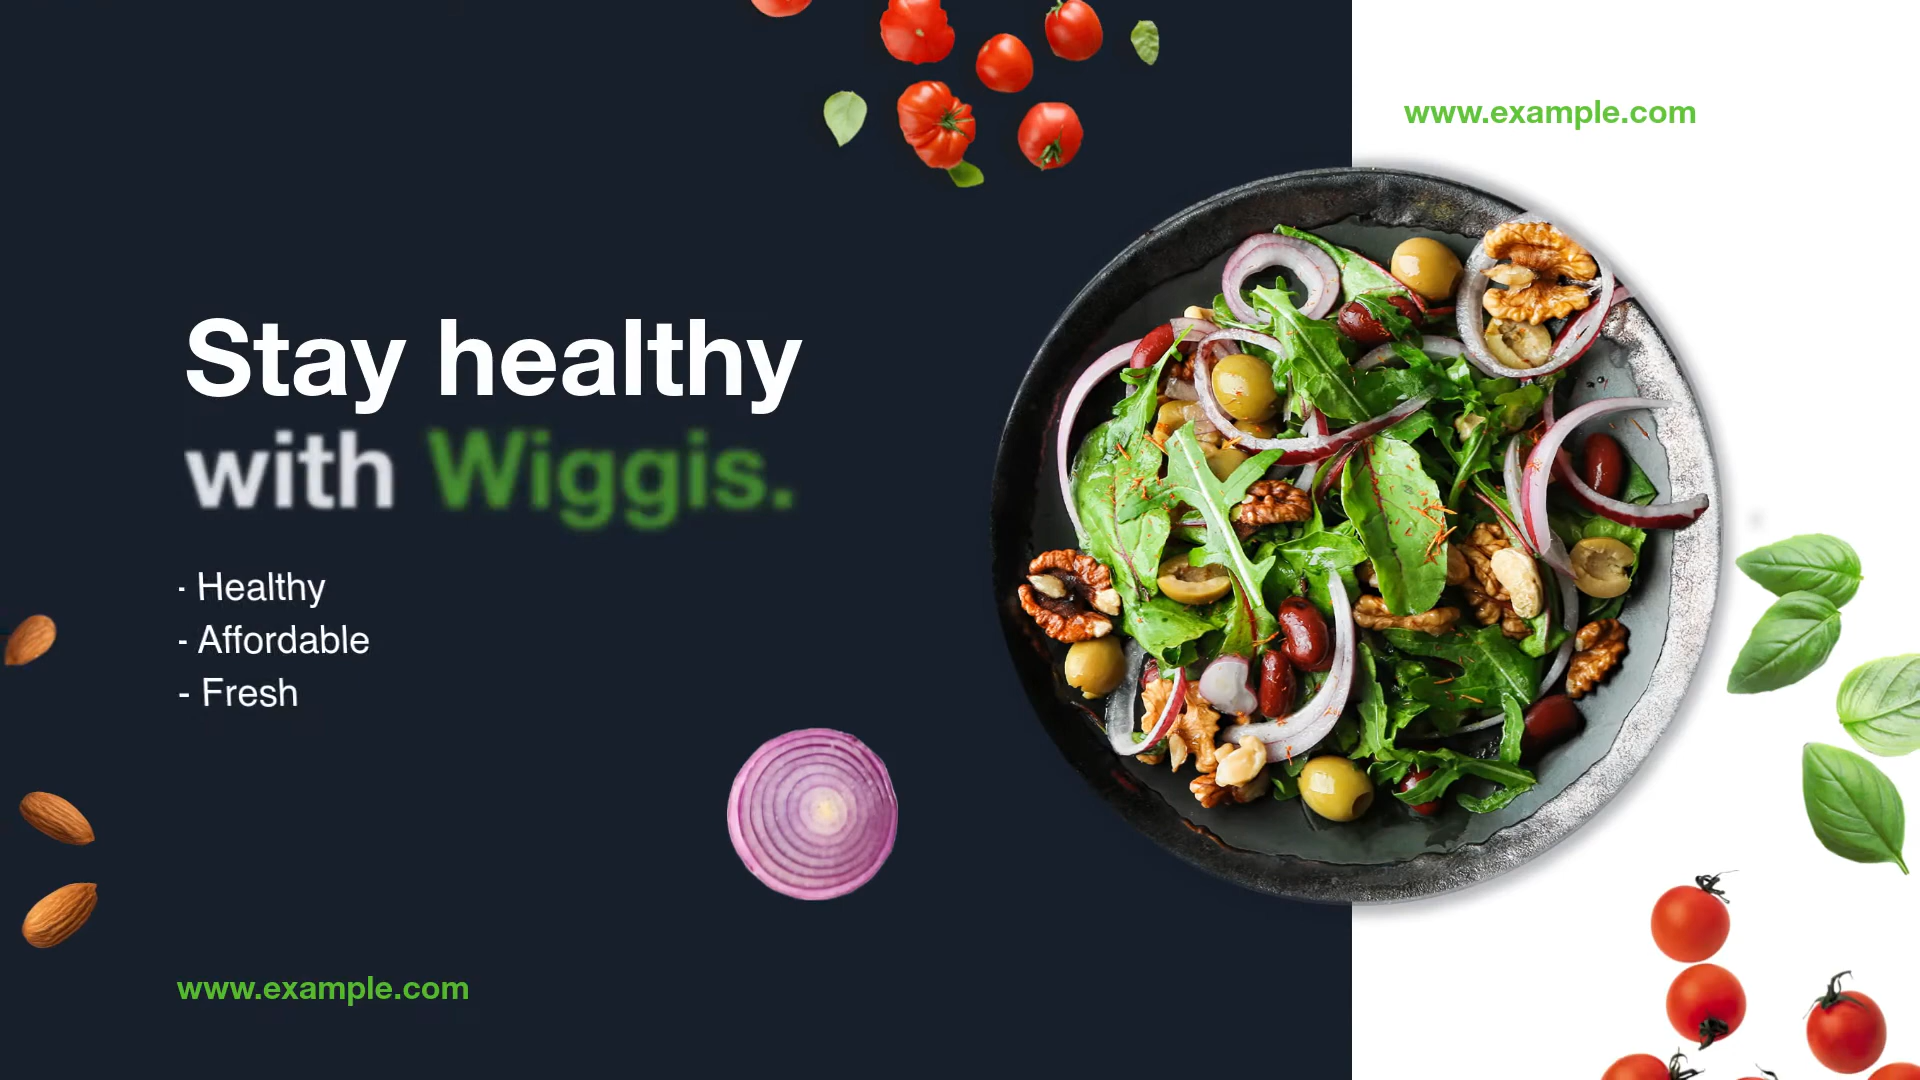 www.example.com
Stay healthy
with Wiggis.
- Healthy
- Affordable
- Fresh
www.example.com